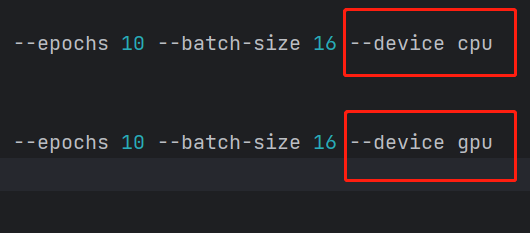 --epochs 10 --batch-size 16 --device cpu
--epochs 10 --batch-size 16 --device gpu